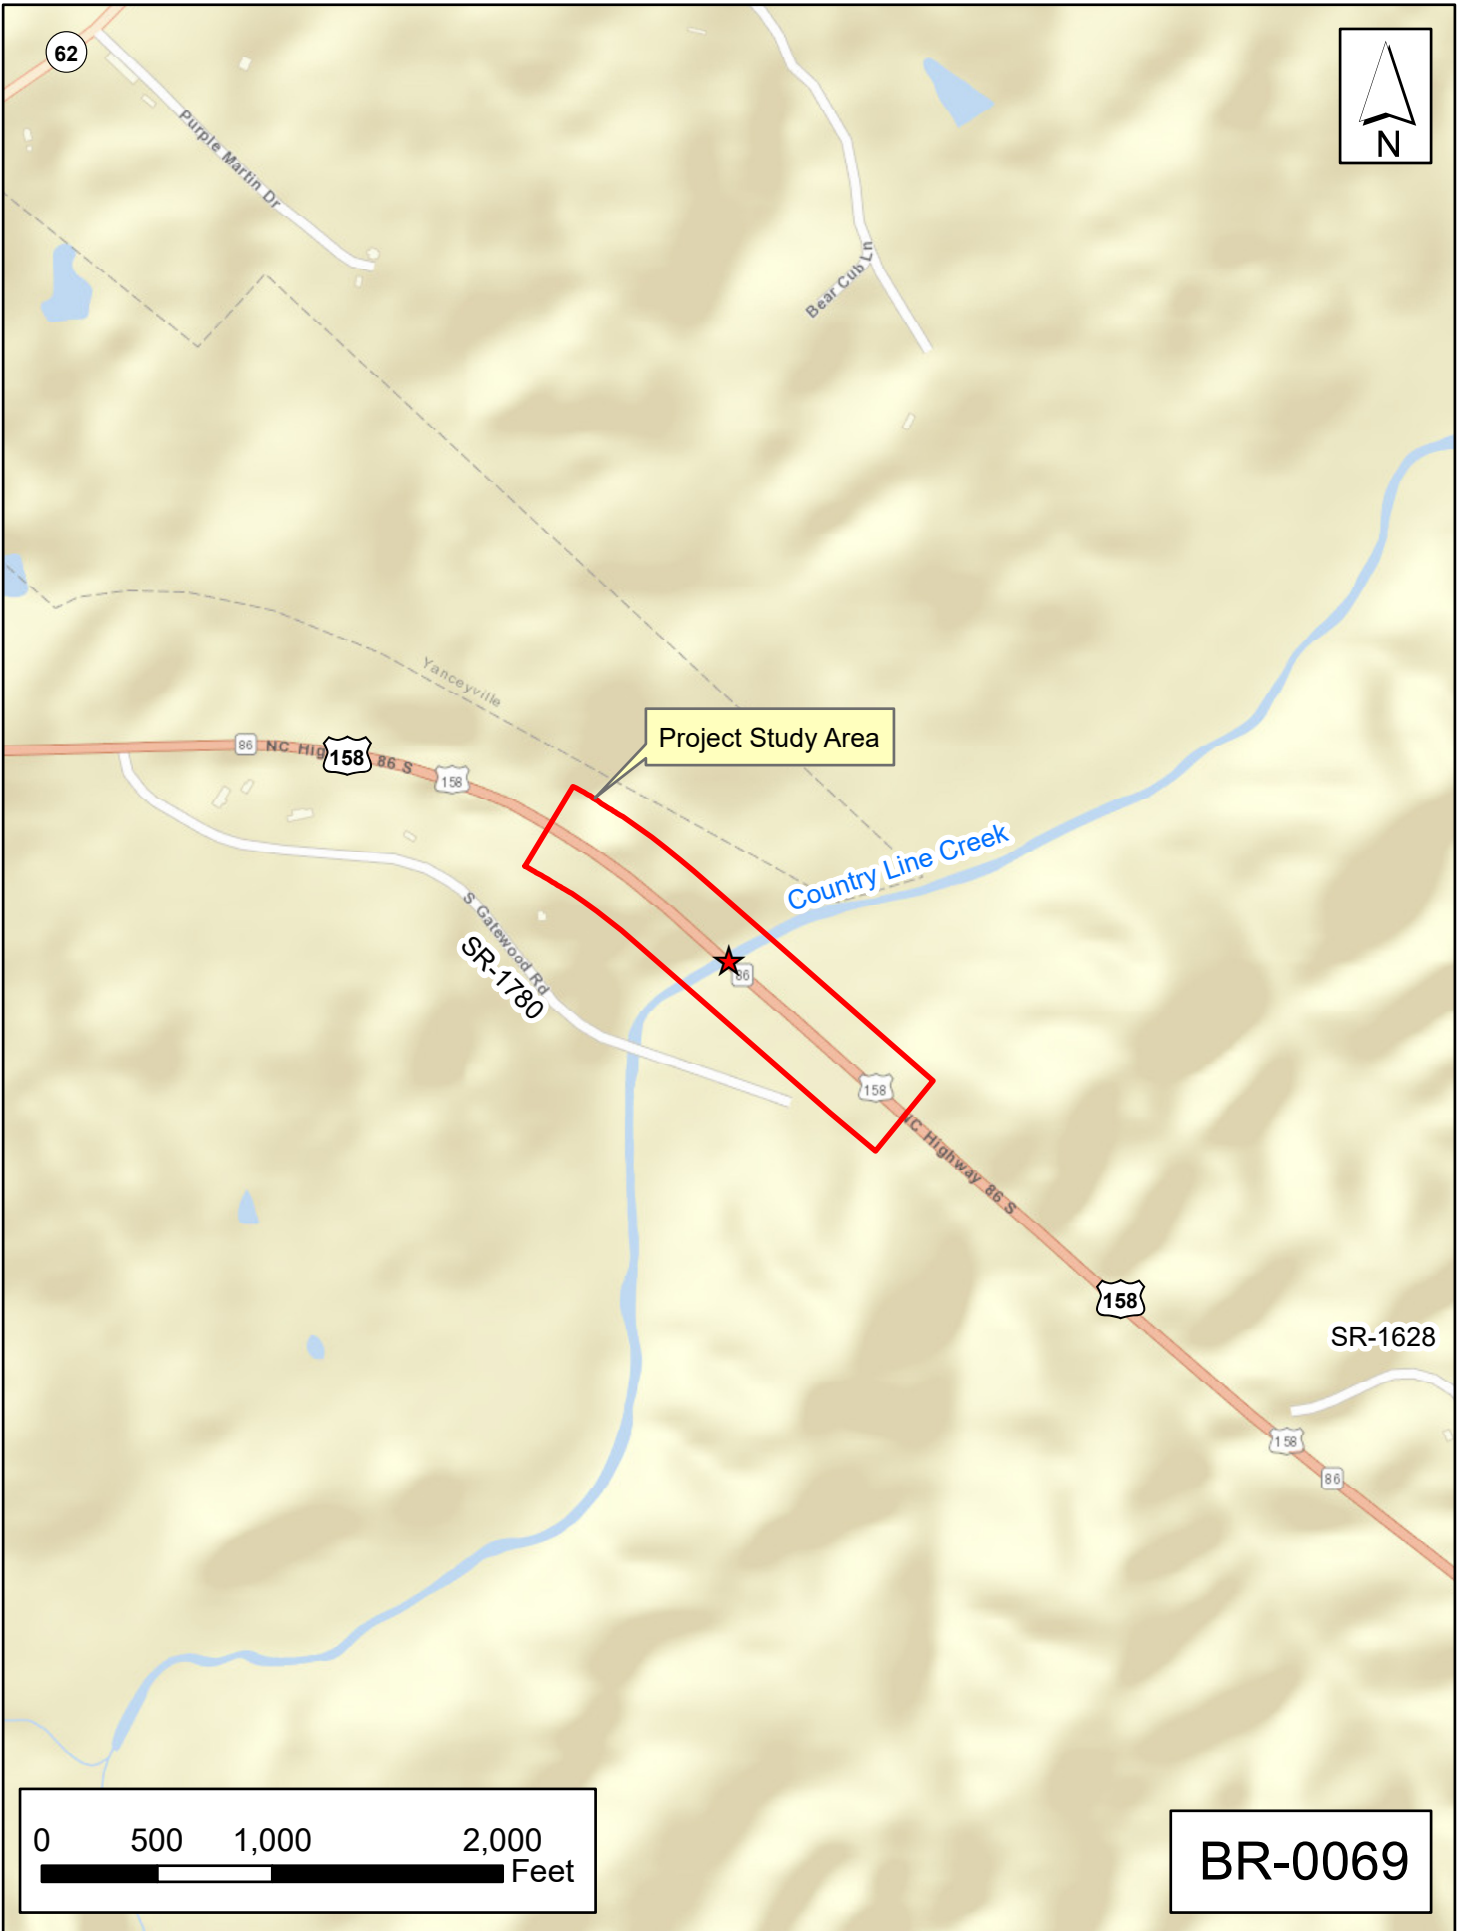 62
N
Purple Martin Dr
Bear Cub Ln
Yanceyville
Project Study Area
86
NC Hig
158
86 S
158
Country Line Creek
S Gatewood Rd
SR-1780
86
158
C Highway 86 S
158
SR-1628
158
86
0 500 1,000 2,000
Feet
BR-0069